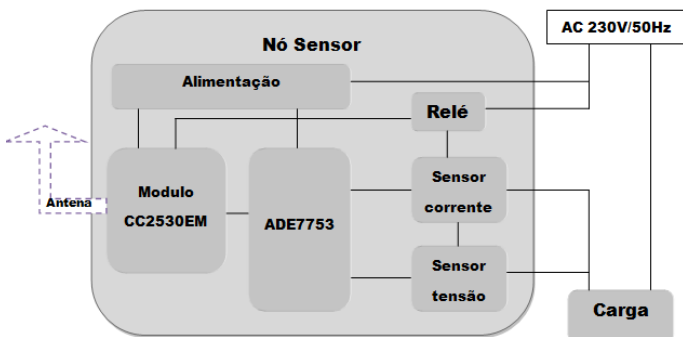 AC 230V/50Hz
Nó Sensor
Alimentação
Relé
Antena
Modulo
CC2530EM
ADE7753
Sensor
corrente
Sensor
tensão
Carga